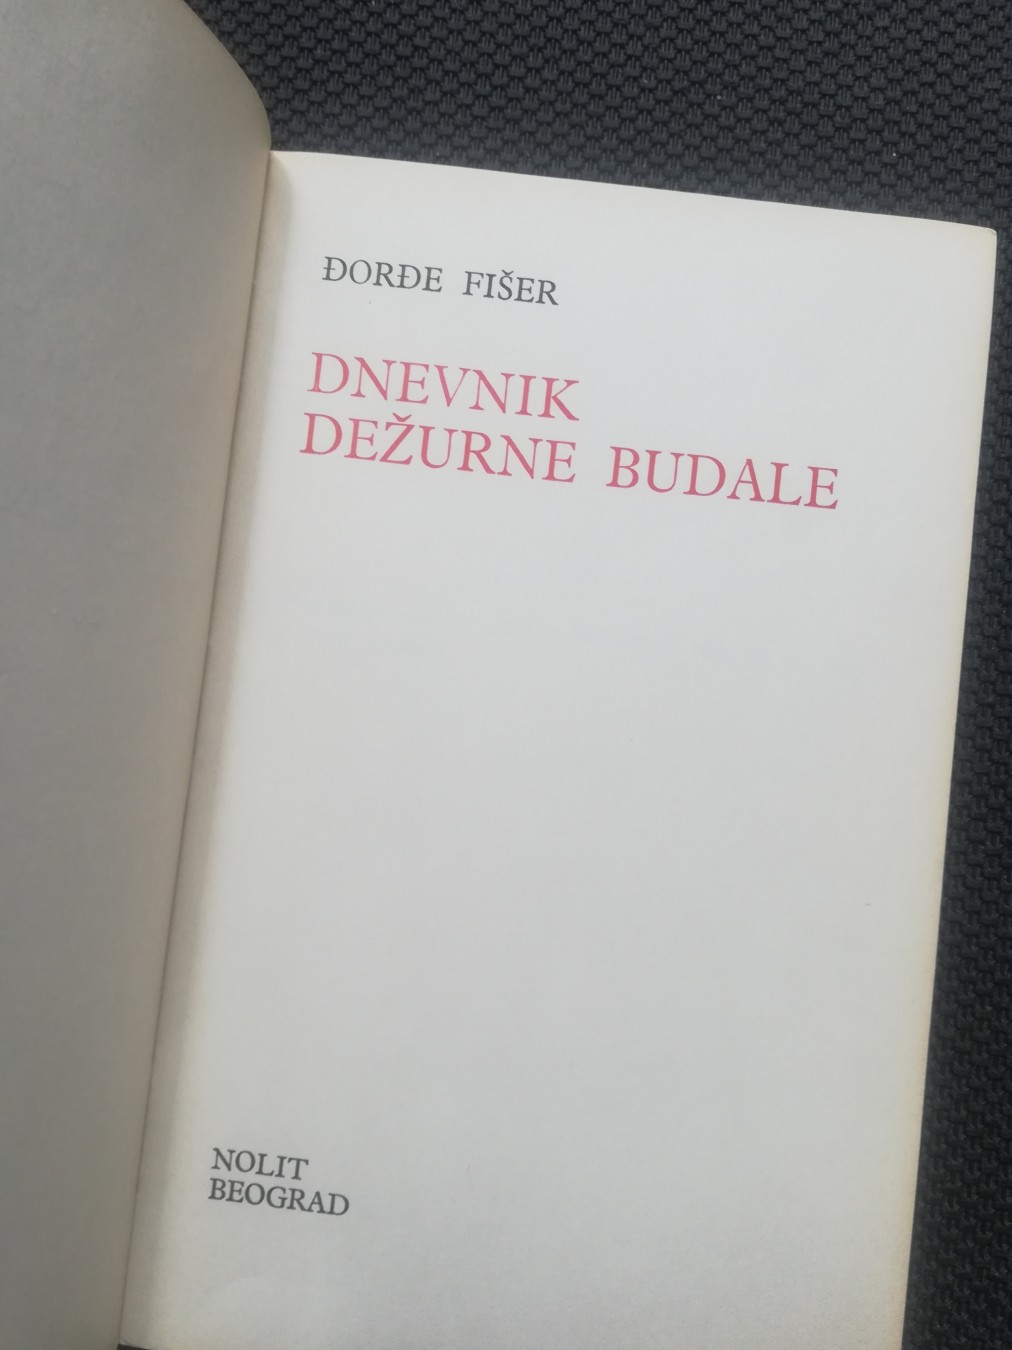 ĐORĐE FIŠER
DNEVNIK
DEŽURNE BUDALE
NOLIT
BEOGRAD